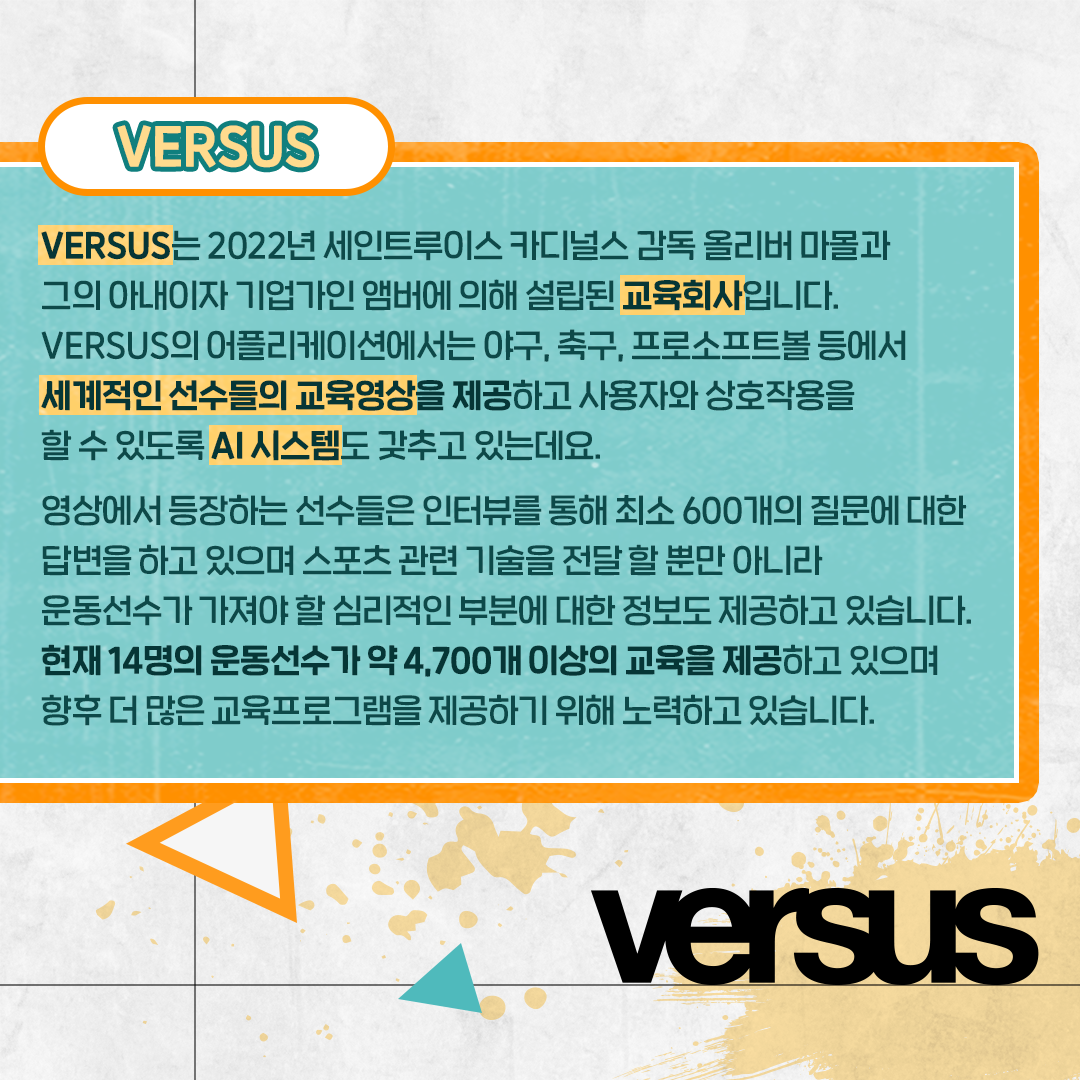 VERSUS
VERSUS는 2022년 세인트루이스 카디널스 감독 올리버 마몰과
그의 아내이자 기업가인 앰버에 의해 설립된 교육회사입니다.
VERSUS의 어플리케이션에서는 야구, 축구, 프로소프트볼 등에서
세계적인 선수들의 교육영상을 제공하고 사용자와 상호작용을
할 수 있도록 AI 시스템도 갖추고 있는데요.
영상에서 등장하는 선수들은 인터뷰를 통해 최소 600개의 질문에 대한
답변을 하고 있으며 스포츠 관련 기술을 전달 할 뿐만 아니라
운동선수가 가져야 할 심리적인 부분에 대한 정보도 제공하고 있습니다.
현재 14명의 운동선수가 약 4,700개 이상의 교육을 제공하고 있으며
향후 더 많은 교육프로그램을 제공하기 위해 노력하고 있습니다.
versus